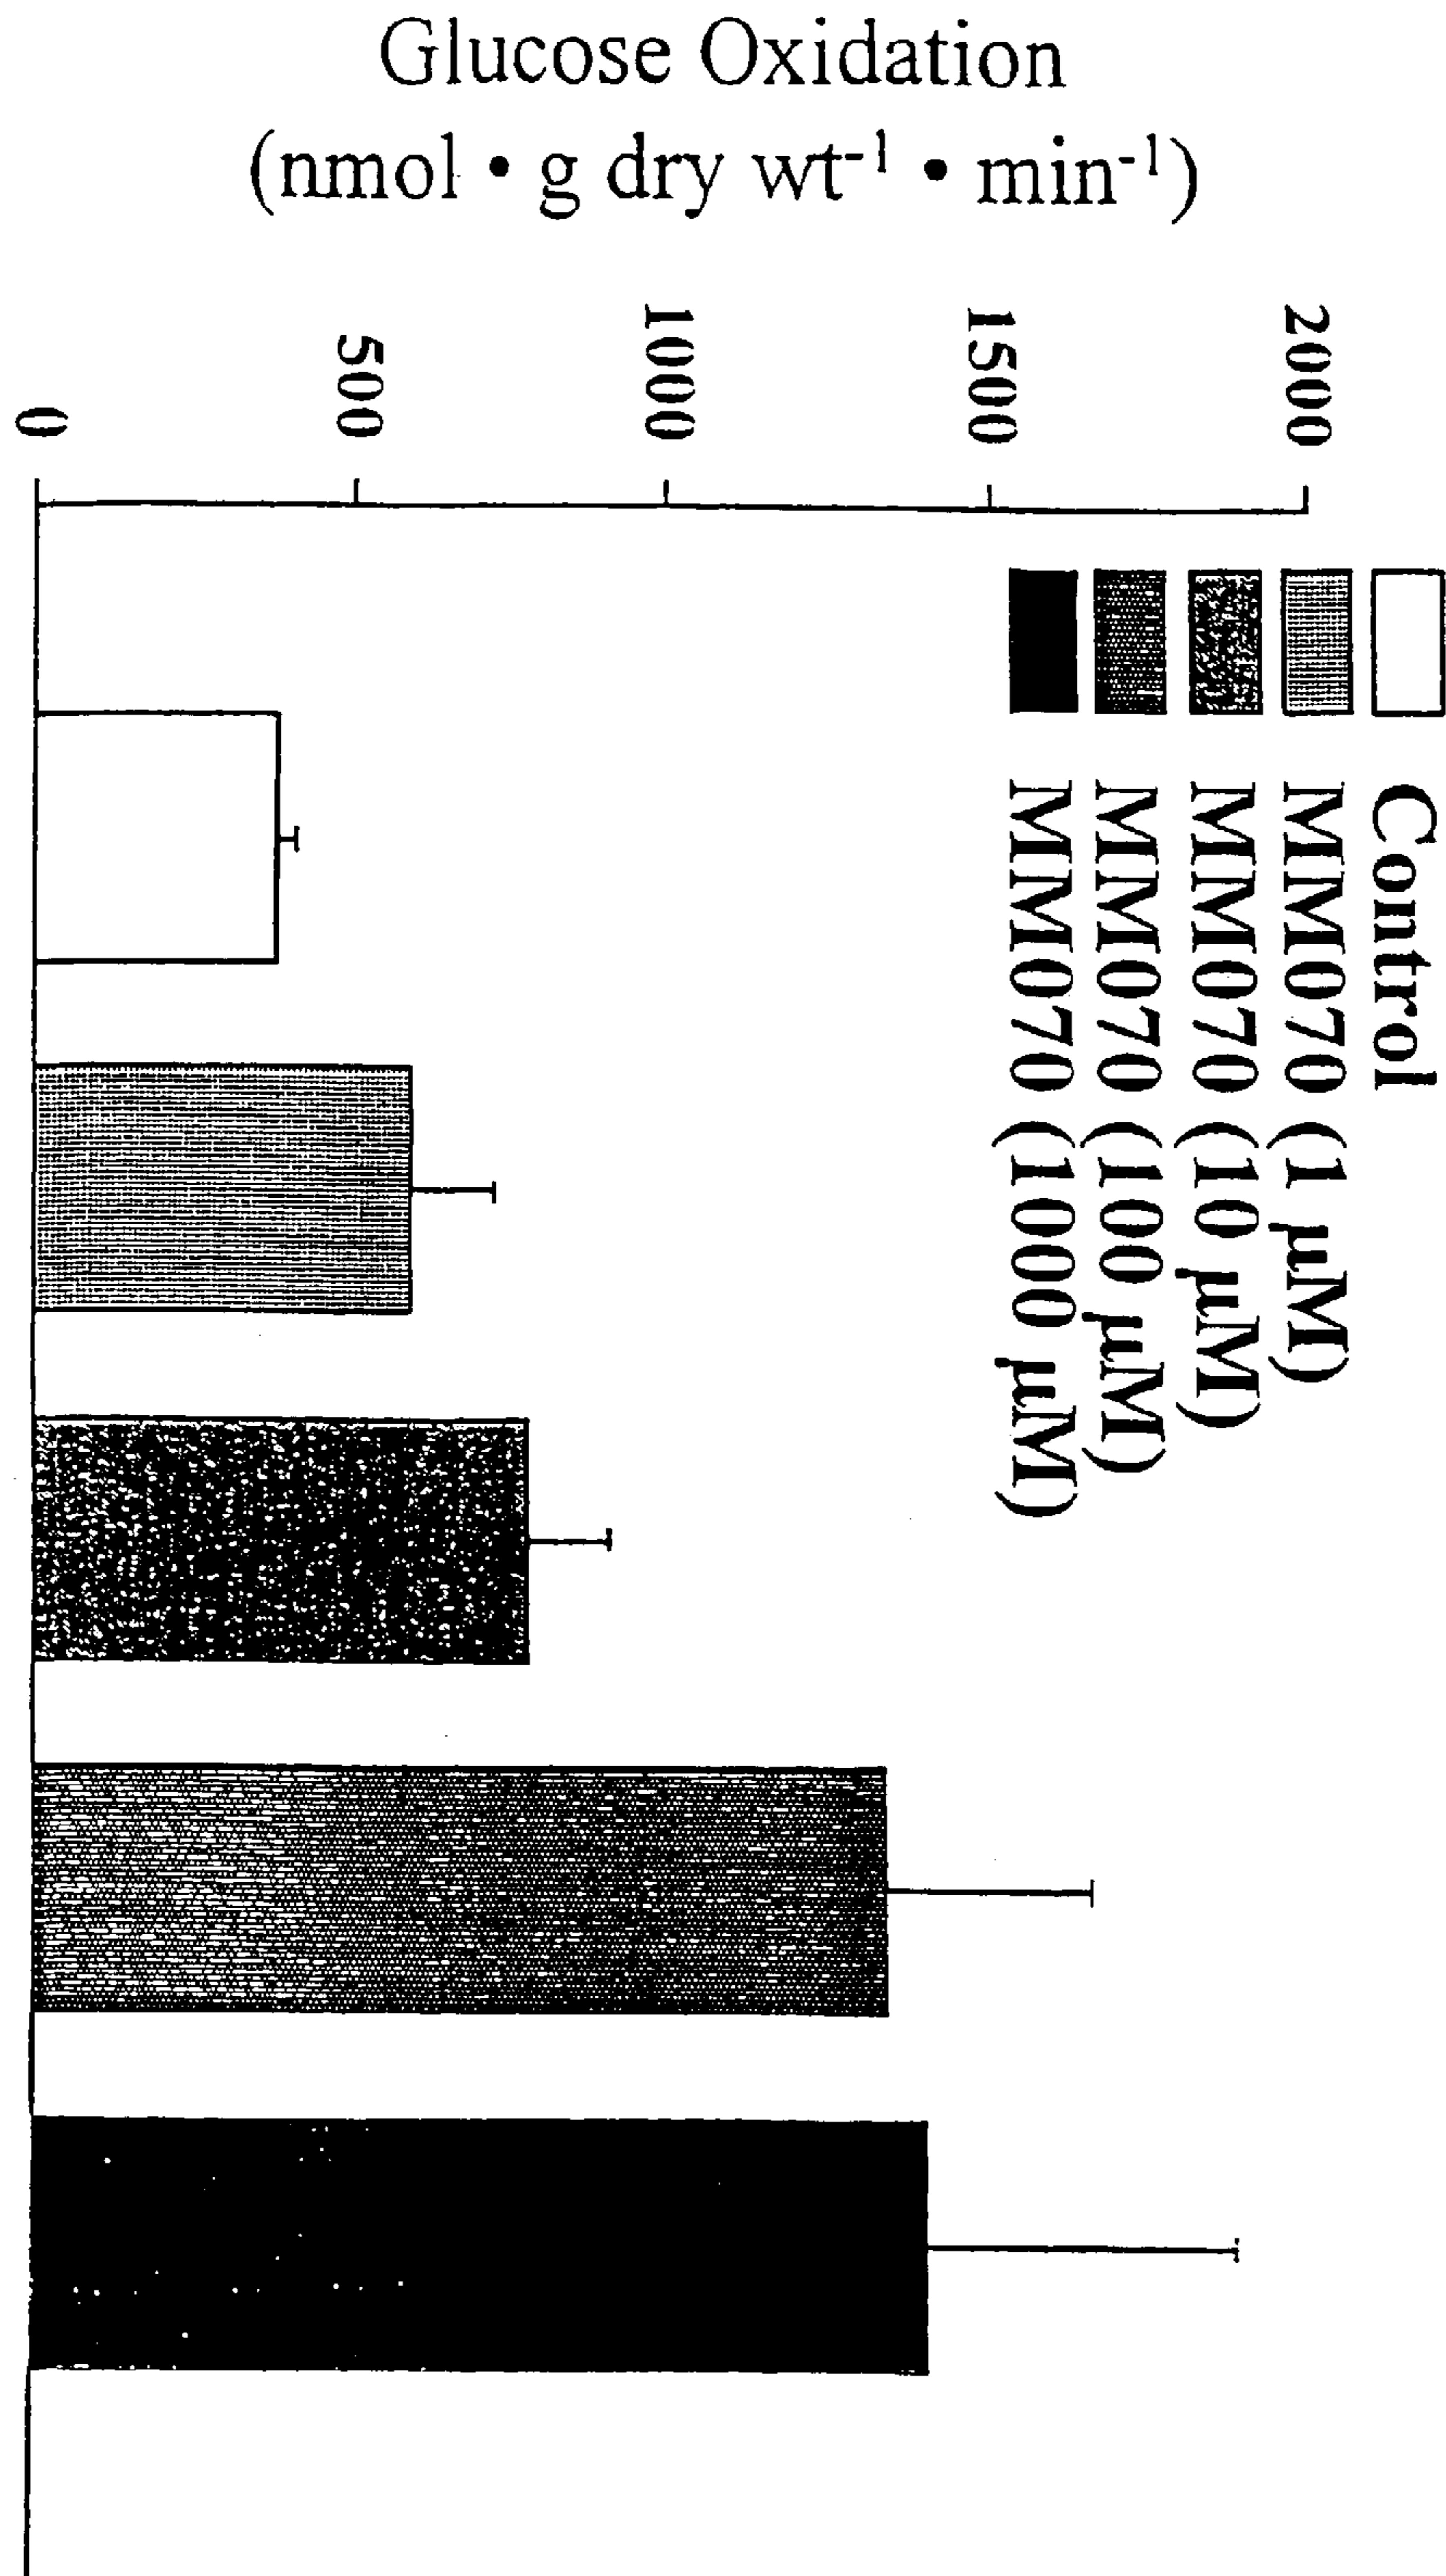 Glucose Oxidation
(nmol • g dry wt⁻¹ • min⁻¹)
2000
1500
1000
500
0
Control
MM070 (1 µM)
MM070 (10 µM)
MM070 (100 µM)
MM070 (1000 µM)